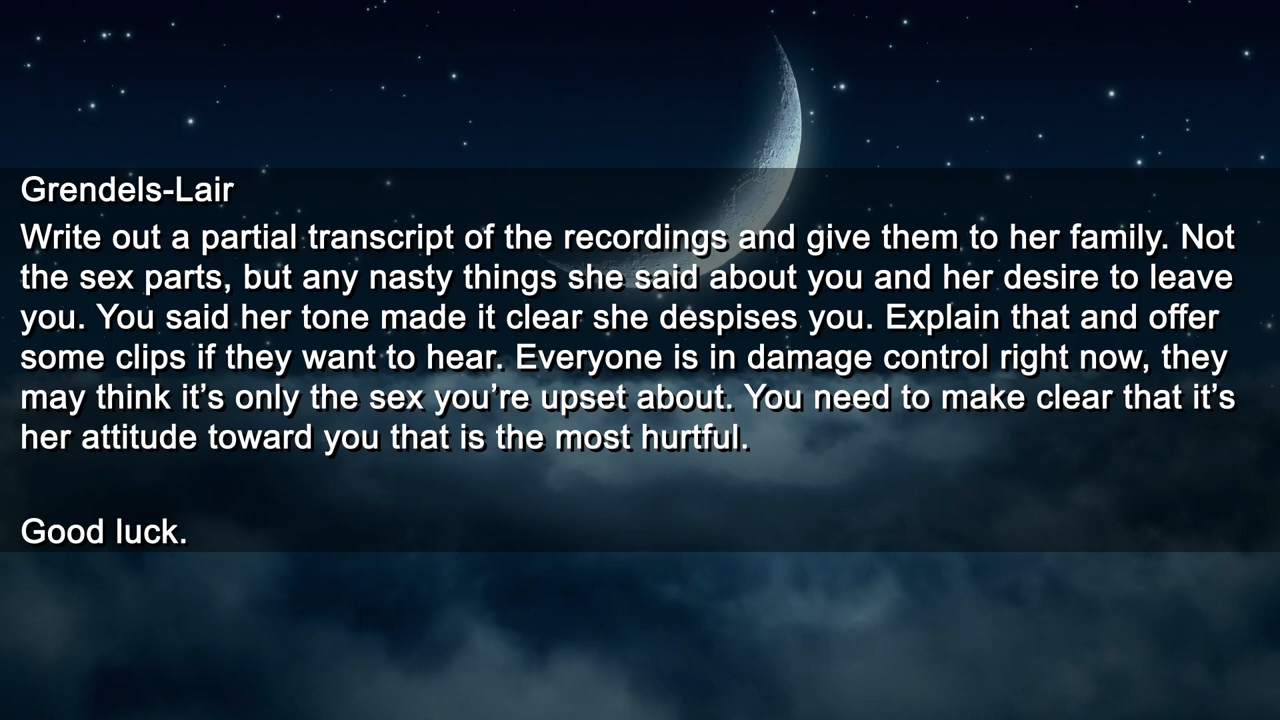 Grendels-Lair
Write out a partial transcript of the recordings and give them to her family. Not
the sex parts, but any nasty things she said about you and her desire to leave
you. You said her tone made it clear she despises you. Explain that and offer
some clips if they want to hear. Everyone is in damage control right now, they
may think it’s only the sex you’re upset about. You need to make clear that it’s
her attitude toward you that is the most hurtful.
Good luck.